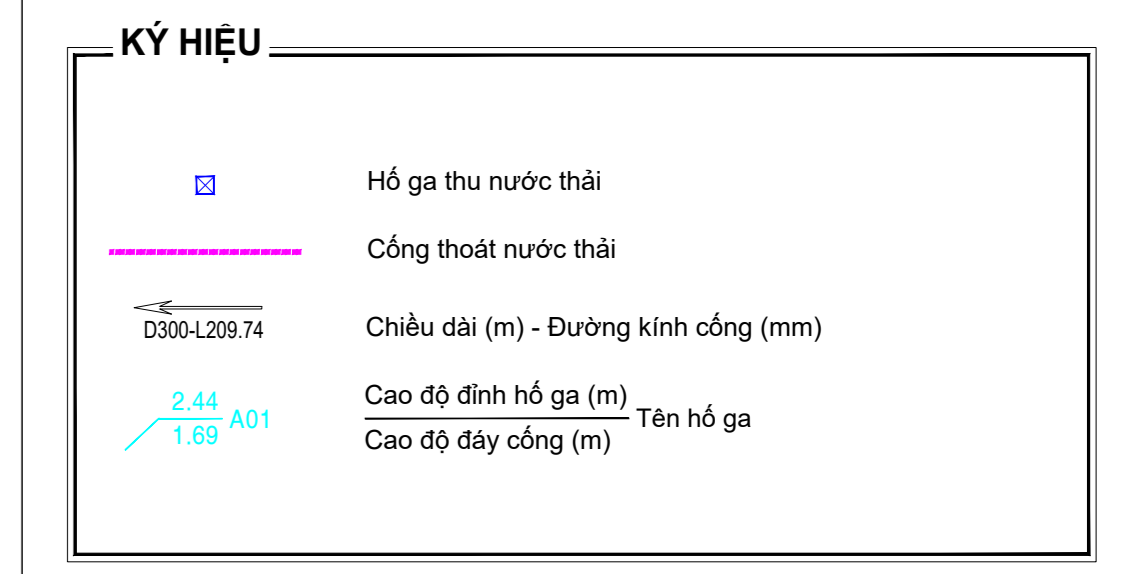 KÝ HIỆU
Hố ga thu nước thải
Cống thoát nước thải
D300-L209.74
Chiều dài (m) - Đường kính cống (mm)
2.44
1.69
A01
Cao độ đỉnh hố ga (m)
Cao độ đáy cống (m)
Tên hố ga